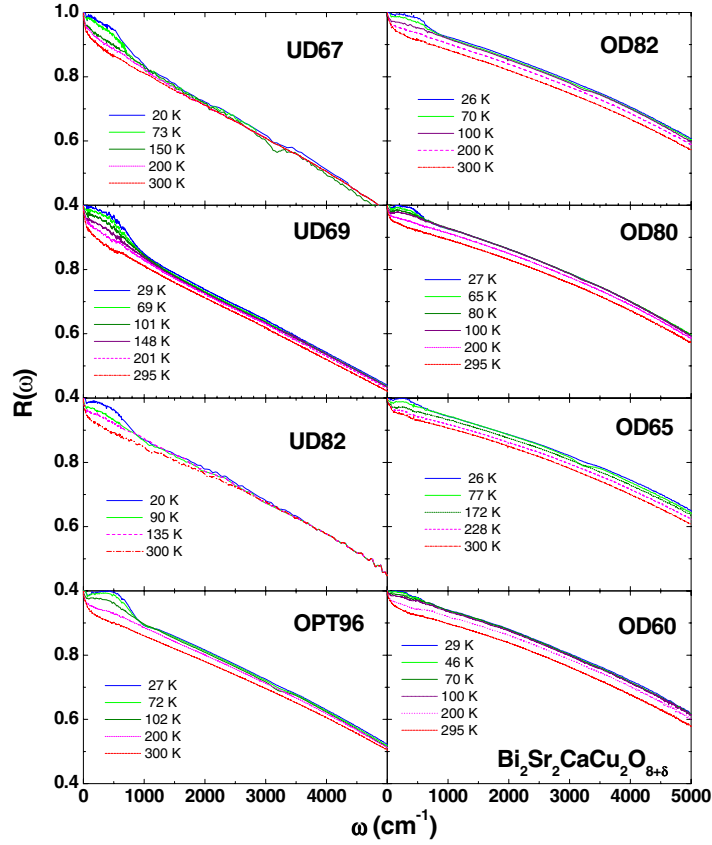 R(ω)
1.0
0.8
0.6
0.4
UD67
20 K
73 K
150 K
200 K
300 K
OD82
26 K
70 K
100 K
200 K
300 K
0.8
0.6
0.4
UD69
29 K
69 K
101 K
148 K
201 K
295 K
OD80
27 K
65 K
80 K
100 K
200 K
295 K
0.8
0.6
0.4
UD82
20 K
90 K
135 K
300 K
OD65
26 K
77 K
172 K
228 K
300 K
0.8
0.6
0.4
OPT96
27 K
72 K
102 K
200 K
300 K
OD60
29 K
46 K
70 K
100 K
200 K
295 K
Bi₂Sr₂CaCu₂O₈₊δ
0 1000 2000 3000 4000 0 1000 2000 3000 4000 5000
ω (cm⁻¹)